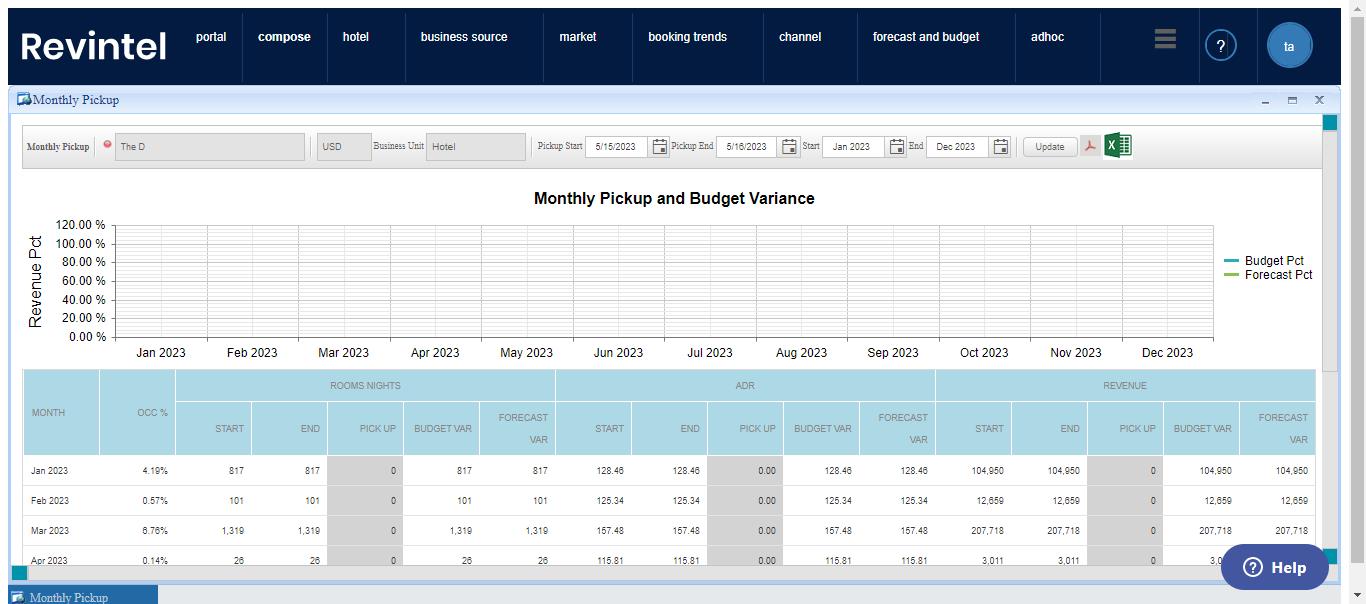 Revintel portal compose hotel business source market booking trends channel forecast and budget adhoc ? ta
Monthly Pickup
Monthly Pickup The D USD Business Unit Hotel Pickup Start 5/15/2023 Pickup End 5/16/2023 Start Jan 2023 End Dec 2023 Update
Monthly Pickup and Budget Variance
Revenue Pct
120.00 %
100.00 %
80.00 %
60.00 %
40.00 %
20.00 %
0.00 %
Budget Pct
Forecast Pct
Jan 2023 Feb 2023 Mar 2023 Apr 2023 May 2023 Jun 2023 Jul 2023 Aug 2023 Sep 2023 Oct 2023 Nov 2023 Dec 2023
MONTH OCC % ROOMS NIGHTS ADR REVENUE
START END PICK UP BUDGET VAR FORECAST VAR START END PICK UP BUDGET VAR FORECAST VAR START END PICK UP BUDGET VAR FORECAST VAR
Jan 2023 4.19% 817 817 0 817 817 128.46 128.46 0.00 128.46 128.46 104,950 104,950 0 104,950 104,950
Feb 2023 0.57% 101 101 0 101 101 125.34 125.34 0.00 125.34 125.34 12,659 12,659 0 12,659 12,659
Mar 2023 6.76% 1,319 1,319 0 1,319 1,319 157.48 157.48 0.00 157.48 157.48 207,718 207,718 0 207,718 207,718
Apr 2023 0.14% 26 26 0 26 26 115.81 115.81 0.00 115.81 115.81 3,011 3,011 0
? Help
Monthly Pickup